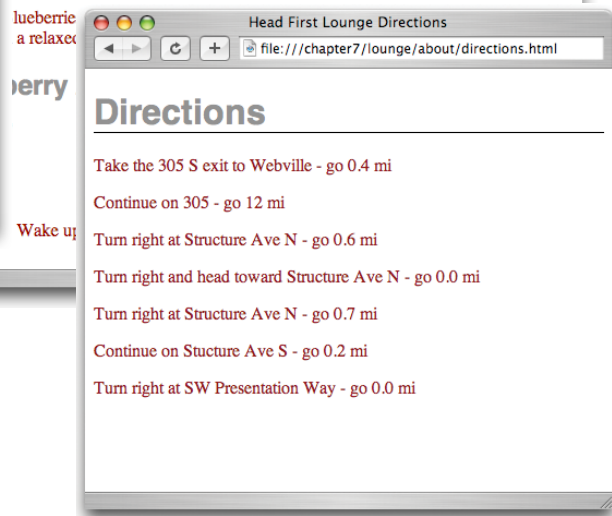 lueberrie
a relaxed
erry
Wake up
Head First Lounge Directions
file:///chapter7/lounge/about/directions.html
Directions
Take the 305 S exit to Webville - go 0.4 mi
Continue on 305 - go 12 mi
Turn right at Structure Ave N - go 0.6 mi
Turn right and head toward Structure Ave N - go 0.0 mi
Turn right at Structure Ave N - go 0.7 mi
Continue on Stucture Ave S - go 0.2 mi
Turn right at SW Presentation Way - go 0.0 mi